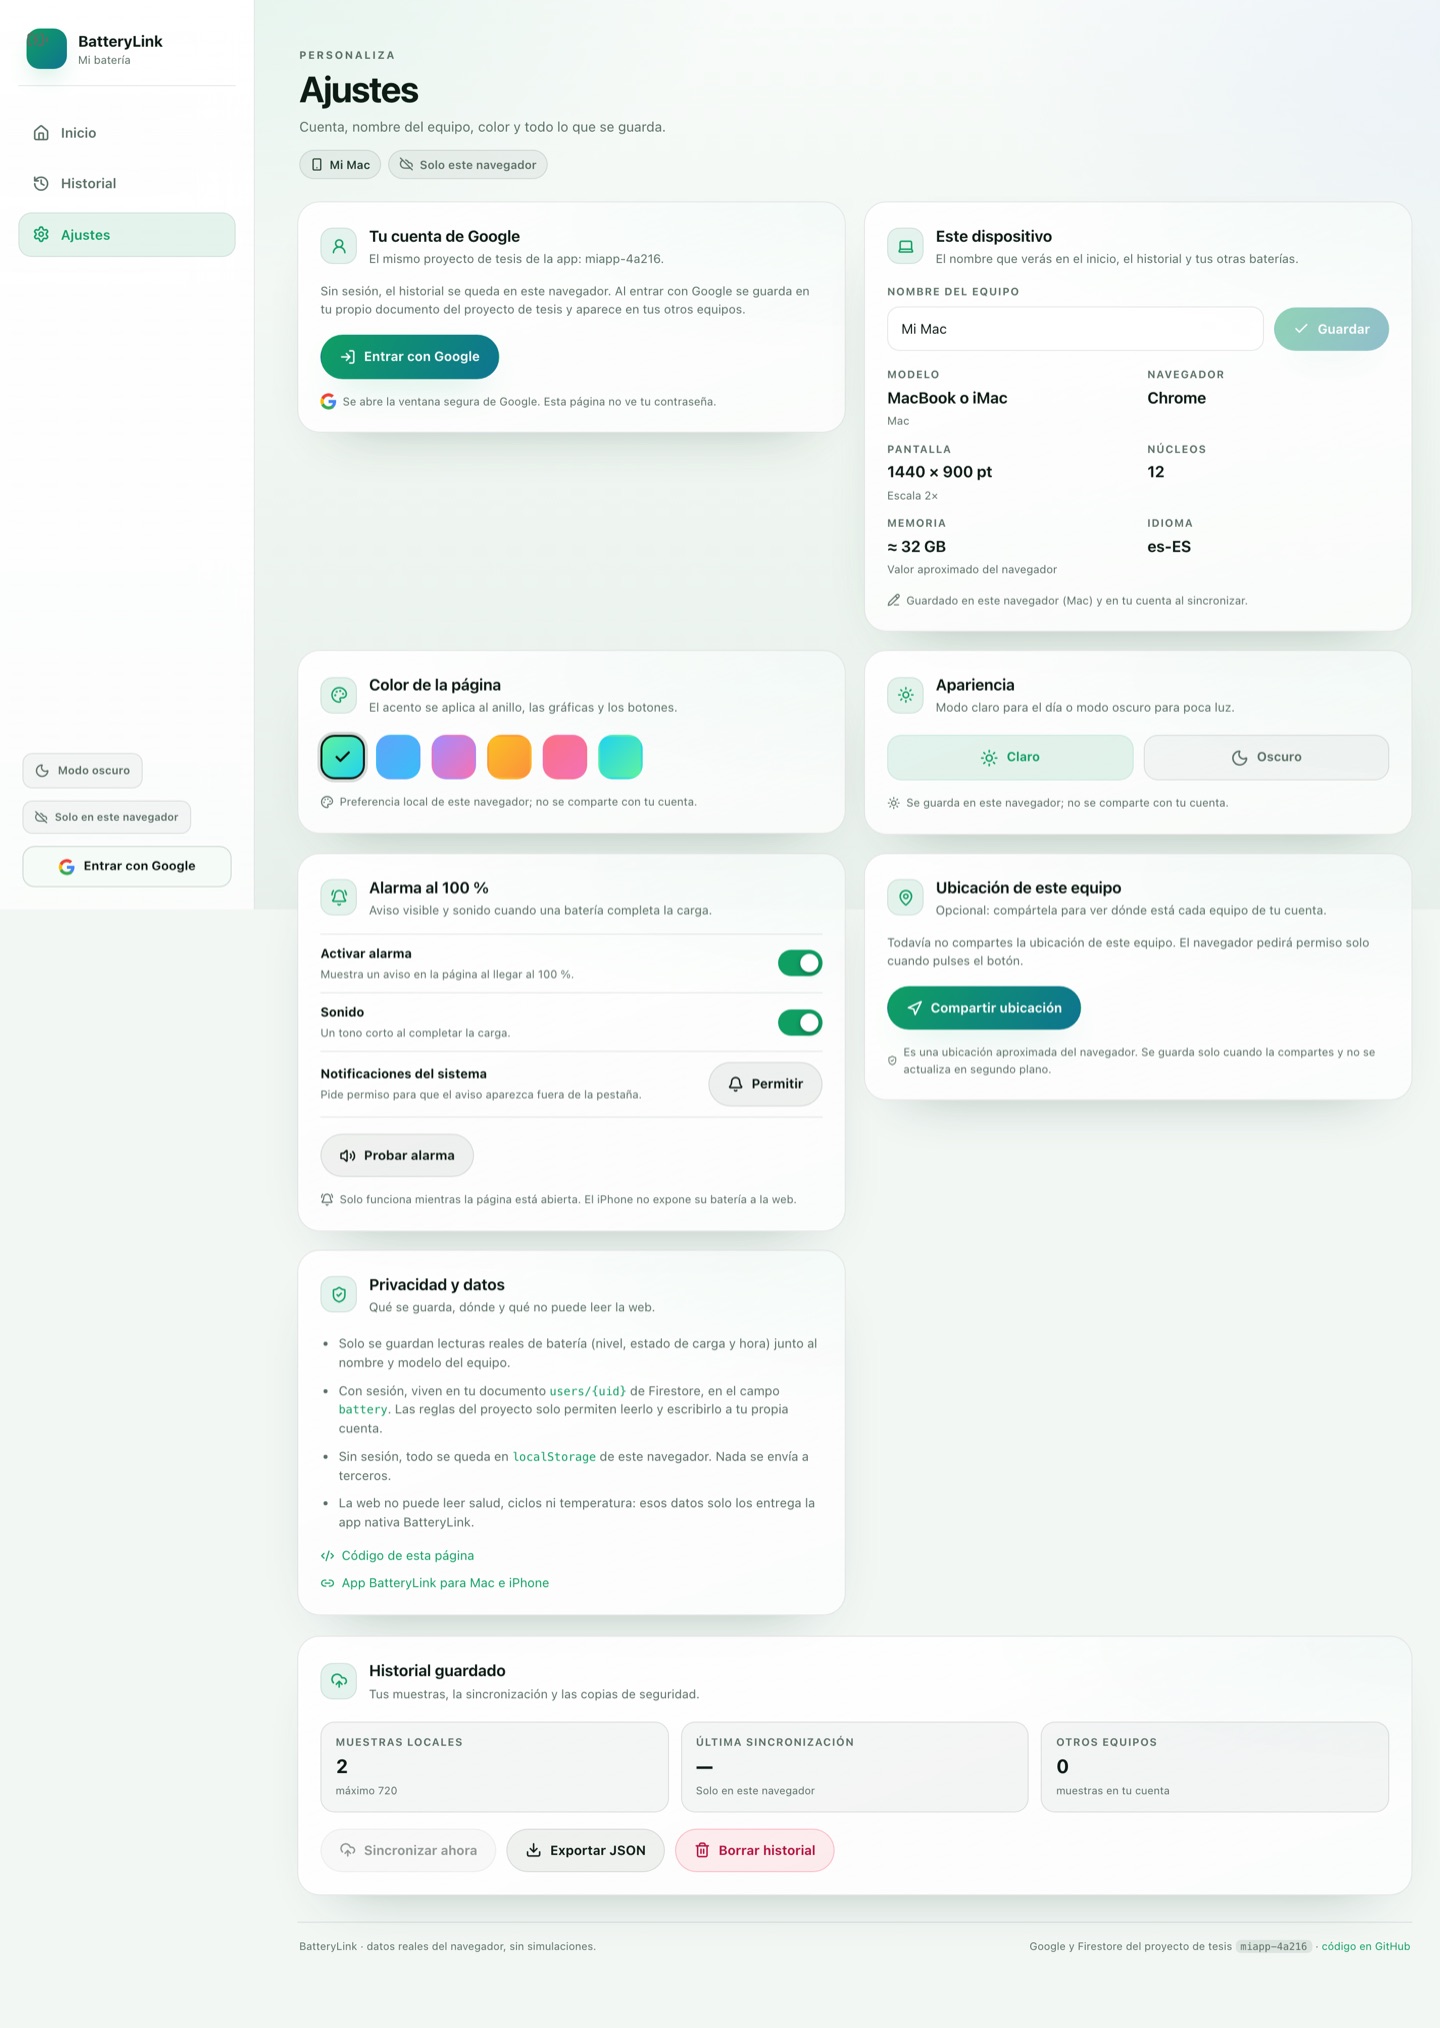 BatteryLink
Mi batería
Inicio
Historial
Ajustes
Modo oscuro
Solo en este navegador
Entrar con Google
PERSONALIZA
Ajustes
Cuenta, nombre del equipo, color y todo lo que se guarda.
Mi Mac
Solo este navegador
Tu cuenta de Google
El mismo proyecto de tesis de la app: miapp-4a216.
Sin sesión, el historial se queda en este navegador. Al entrar con Google se guarda en
tu propio documento del proyecto de tesis y aparece en tus otros equipos.
Entrar con Google
Se abre la ventana segura de Google. Esta página no ve tu contraseña.
Este dispositivo
El nombre que verás en el inicio, el historial y tus otras baterías.
NOMBRE DEL EQUIPO
Mi Mac
Guardar
MODELO
MacBook o iMac
Mac
NAVEGADOR
Chrome
PANTALLA
1440 × 900 pt
Escala 2×
NÚCLEOS
12
MEMORIA
≈ 32 GB
Valor aproximado del navegador
IDIOMA
es-ES
Guardado en este navegador (Mac) y en tu cuenta al sincronizar.
Color de la página
El acento se aplica al anillo, las gráficas y los botones.
Preferencia local de este navegador; no se comparte con tu cuenta.
Apariencia
Modo claro para el día o modo oscuro para poca luz.
Claro
Oscuro
Se guarda en este navegador; no se comparte con tu cuenta.
Alarma al 100 %
Aviso visible y sonido cuando una batería completa la carga.
Activar alarma
Muestra un aviso en la página al llegar al 100 %.
Sonido
Un tono corto al completar la carga.
Notificaciones del sistema
Pide permiso para que el aviso aparezca fuera de la pestaña.
Permitir
Probar alarma
Solo funciona mientras la página está abierta. El iPhone no expone su batería a la web.
Ubicación de este equipo
Opcional: compártela para ver dónde está cada equipo de tu cuenta.
Todavía no compartes la ubicación de este equipo. El navegador pedirá permiso solo
cuando pulses el botón.
Compartir ubicación
Es una ubicación aproximada del navegador. Se guarda solo cuando la compartes y no se
actualiza en segundo plano.
Privacidad y datos
Qué se guarda, dónde y qué no puede leer la web.
• Solo se guardan lecturas reales de batería (nivel, estado de carga y hora) junto al
nombre y modelo del equipo.
• Con sesión, viven en tu documento users/{uid} de Firestore, en el campo
battery. Las reglas del proyecto solo permiten leerlo y escribirlo a tu propia
cuenta.
• Sin sesión, todo se queda en localStorage de este navegador. Nada se envía a
terceros.
• La web no puede leer salud, ciclos ni temperatura: esos datos solo los entrega la
app nativa BatteryLink.
Código de esta página
App BatteryLink para Mac e iPhone
Historial guardado
Tus muestras, la sincronización y las copias de seguridad.
MUESTRAS LOCALES
2
máximo 720
ÚLTIMA SINCRONIZACIÓN
—
Solo en este navegador
OTROS EQUIPOS
0
muestras en tu cuenta
Sincronizar ahora
Exportar JSON
Borrar historial
BatteryLink · datos reales del navegador, sin simulaciones.
Google y Firestore del proyecto de tesis miapp-4a216 · código en GitHub